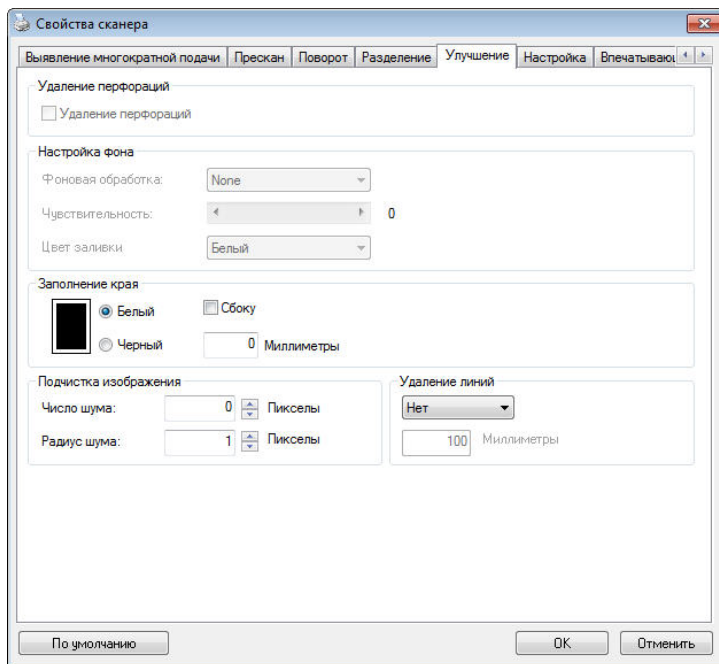 Свойства сканера
Выявление многократной подачи Прескан Поворот Разделение Улучшение Настройка
Удаление перфораций
Удаление перфораций
Настройка фона
Фоновая обработка: None
Чувствительность: 0
Цвет заливки Белый
Заполнение края
Белый Сбоку
Черный 0 Миллиметры
Подчистка изображения Удаление линий
Число шума: 0 Пикселы Нет
Радиус шума: 1 Пикселы 100 Миллиметры
По умолчанию OK Отменить